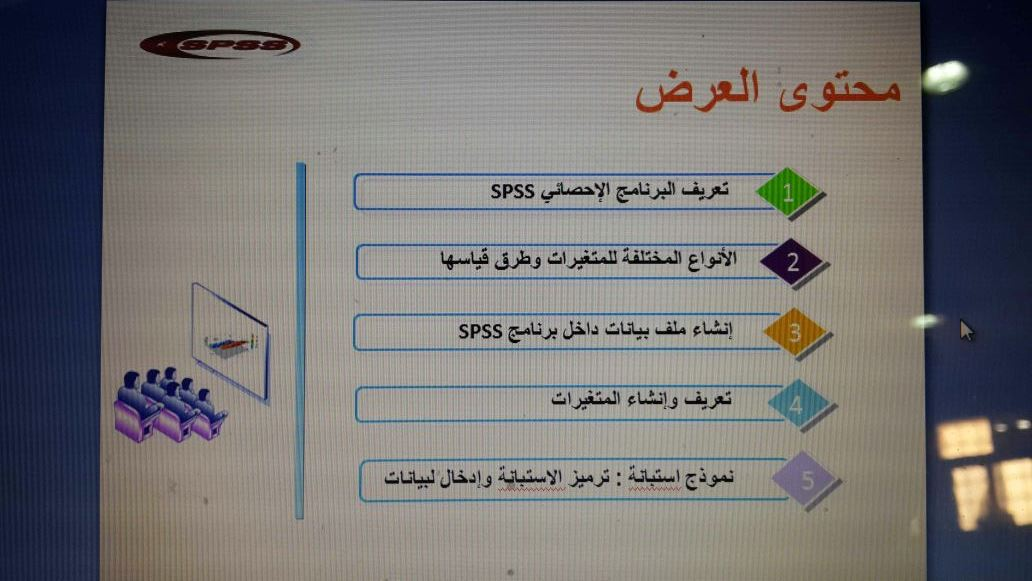 SPSS
محتوى العرض
1 تعريف البرنامج الإحصائي SPSS
2 الأنواع المختلفة للمتغيرات وطرق قياسها
3 إنشاء ملف بيانات داخل برنامج SPSS
4 تعريف وإنشاء المتغيرات
5 نموذج استبانة : ترميز الاستبانة وإدخال لبيانات